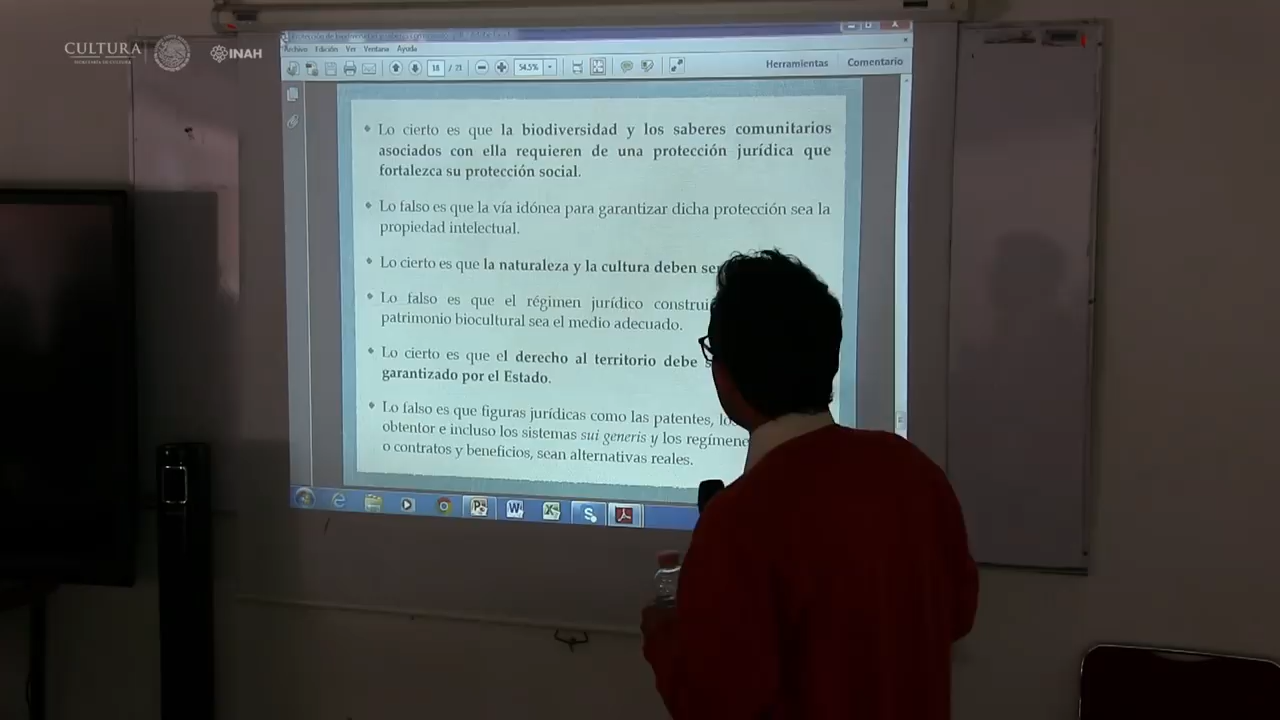 CULTURA
SECRETARÍA DE CULTURA
INAH
Archivo Edición Ver Ventana Ayuda
18 / 21
54.5%
Herramientas Comentario
Lo cierto es que la biodiversidad y los saberes comunitarios
asociados con ella requieren de una protección jurídica que
fortalezca su protección social.
Lo falso es que la vía idónea para garantizar dicha protección sea la
propiedad intelectual.
Lo cierto es que la naturaleza y la cultura deben ser
Lo falso es que el régimen jurídico
patrimonio biocultural sea el medio adecuado.
Lo cierto es que el derecho al territorio debe
garantizado por el Estado.
Lo falso es que figuras jurídicas como las patentes,
obtentor e incluso los sistemas sui generis y los
o contratos y beneficios, sean alternativas reales.